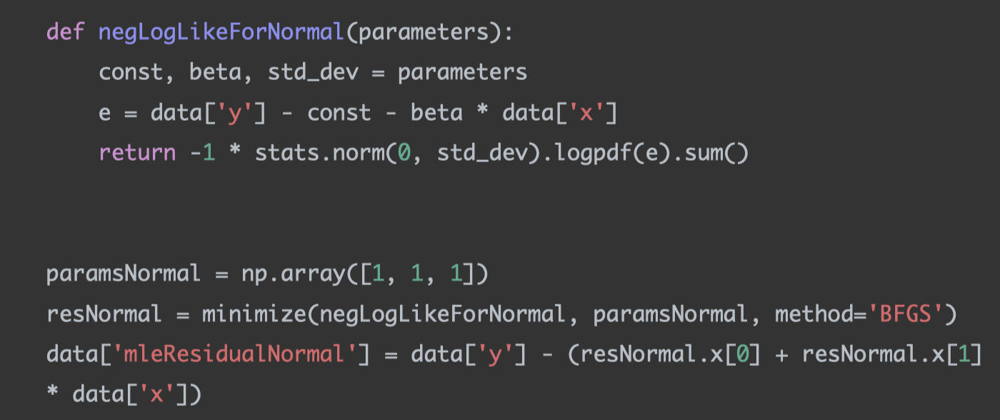 def negLogLikeForNormal(parameters):
    const, beta, std_dev = parameters
    e = data['y'] - const - beta * data['x']
    return -1 * stats.norm(0, std_dev).logpdf(e).sum()
paramsNormal = np.array([1, 1, 1])
resNormal = minimize(negLogLikeForNormal, paramsNormal, method='BFGS')
data['mleResidualNormal'] = data['y'] - (resNormal.x[0] + resNormal.x[1]
* data['x'])